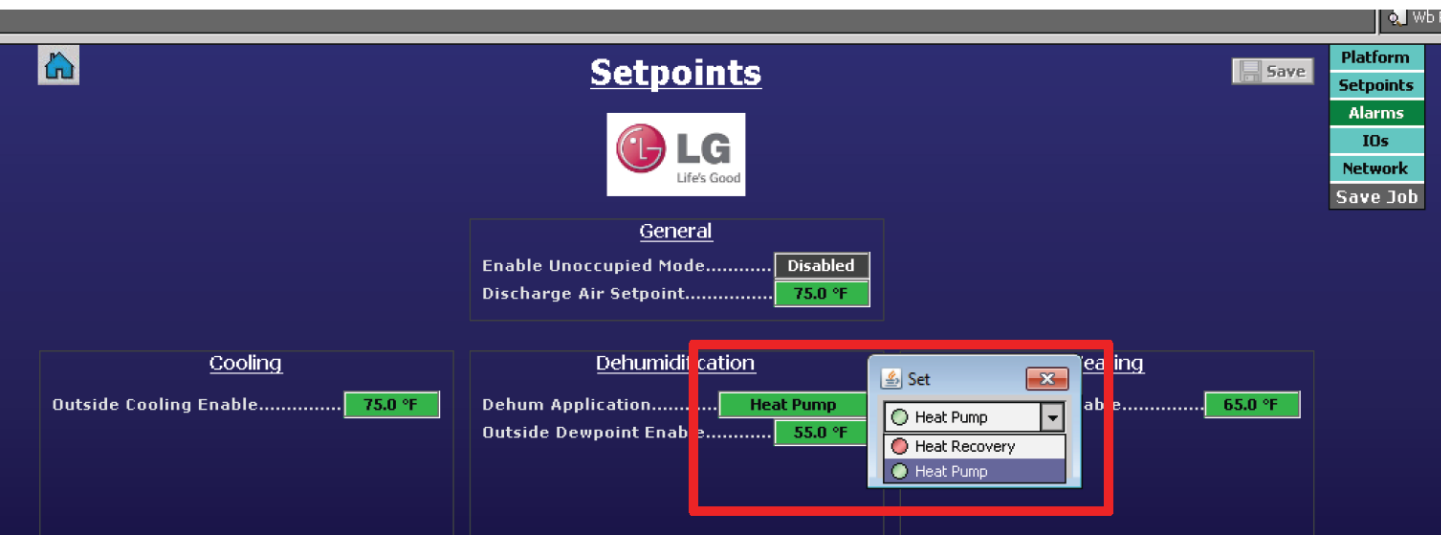 Wb
Setpoints
Save
Platform
Setpoints
Alarms
IOs
Network
Save Job
LG
Life's Good
General
Enable Unoccupied Mode............ Disabled
Discharge Air Setpoint................ 75.0 °F
Cooling
Outside Cooling Enable.............. 75.0 °F
Dehumidification
Dehum Application........... Heat Pump
Outside Dewpoint Enable........... 55.0 °F
Set
Heat Pump
Heat Recovery
Heat Pump
eating
able.............. 65.0 °F